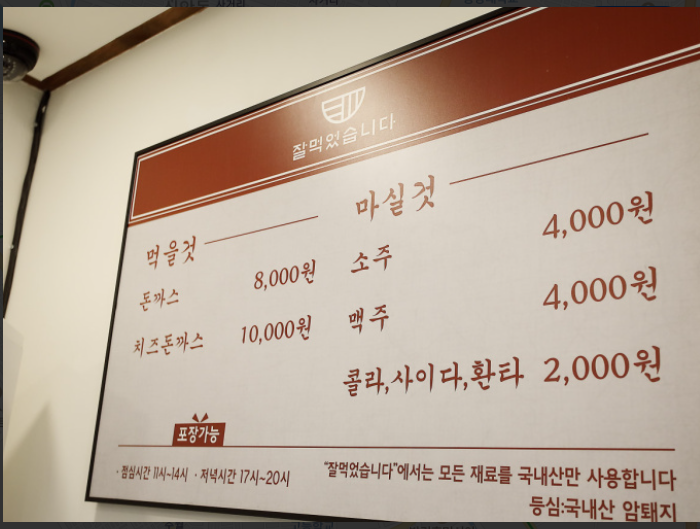 잘먹었습니다
먹을것
돈까스 8,000원
치즈돈까스 10,000원
마실것
소주 4,000원
맥주 4,000원
콜라,사이다,환타 2,000원
포장가능
· 점심시간 11시~14시 · 저녁시간 17시~20시
"잘먹었습니다"에서는 모든 재료를 국내산만 사용합니다
등심:국내산 암퇘지